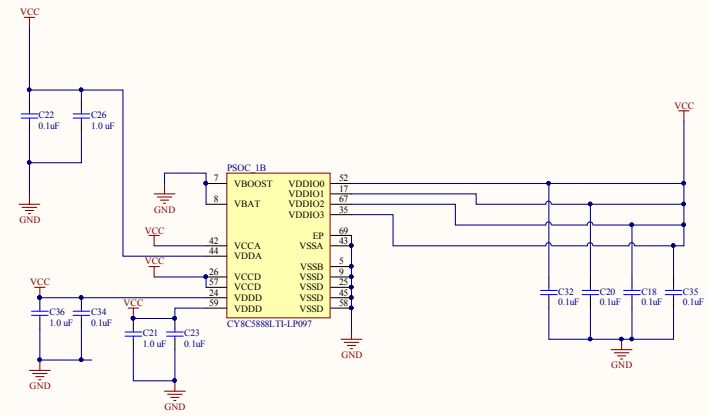 VCC
C22
0.1uF
C26
1.0 uF
GND
VCC
PSOC_1B
7
VBOOST
VDDIO0
52
VDDIO1
17
8
VBAT
VDDIO2
67
VDDIO3
35
GND
VCC
EP
69
42
VCCA
VSSA
43
44
VDDA
VCC
VSSB
5
26
VCCD
VSSD
9
57
VCCD
VSSD
25
24
VDDD
VSSD
45
59
VDDD
VSSD
58
CY8C5888LTI-LP097
VCC
C36
1.0 uF
C34
0.1uF
GND
VCC
C21
1.0 uF
C23
0.1uF
GND
GND
C32
0.1uF
C20
0.1uF
C18
0.1uF
C35
0.1uF
GND